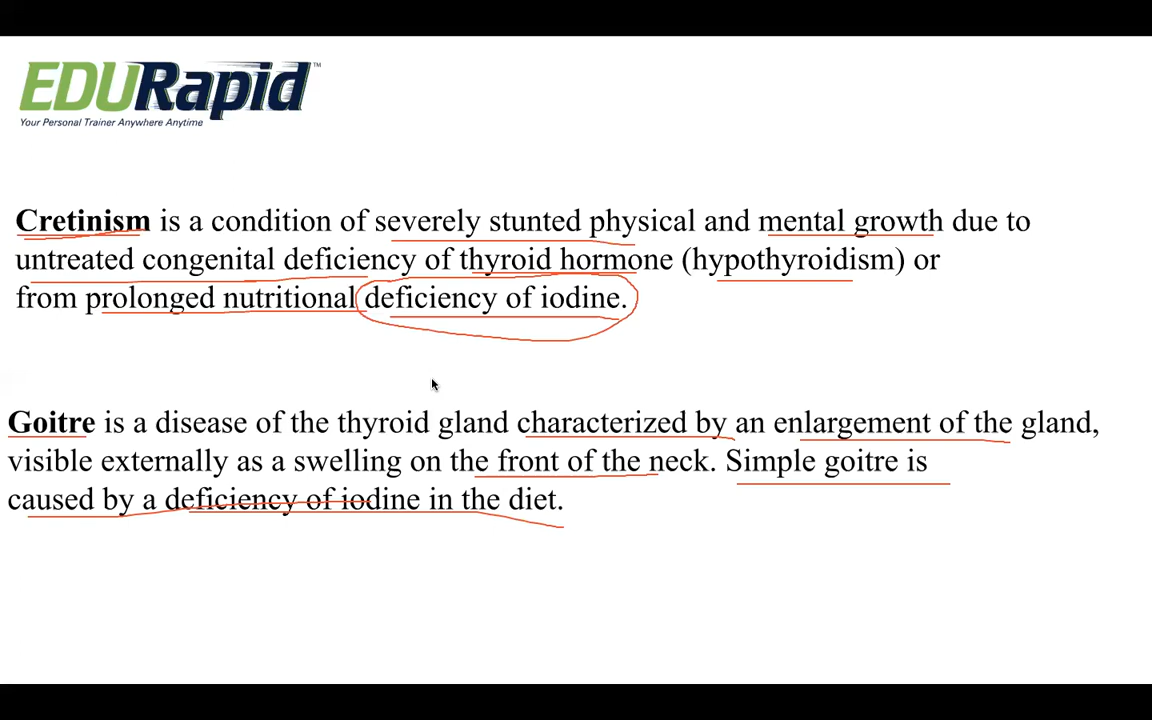 EDURapid™
Your Personal Trainer Anywhere Anytime
Cretinism is a condition of severely stunted physical and mental growth due to
untreated congenital deficiency of thyroid hormone (hypothyroidism) or
from prolonged nutritional deficiency of iodine.
Goitre is a disease of the thyroid gland characterized by an enlargement of the gland,
visible externally as a swelling on the front of the neck. Simple goitre is
caused by a deficiency of iodine in the diet.